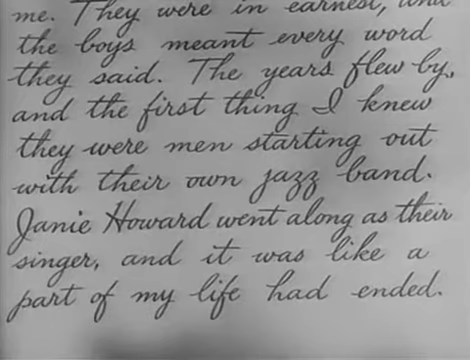 me. They were in earnest, and
the boys meant every word
they said. The years flew by,
and the first thing I knew
they were men starting out
with their own jazz band.
Janie Howard went along as their
singer, and it was like a
part of my life had ended.